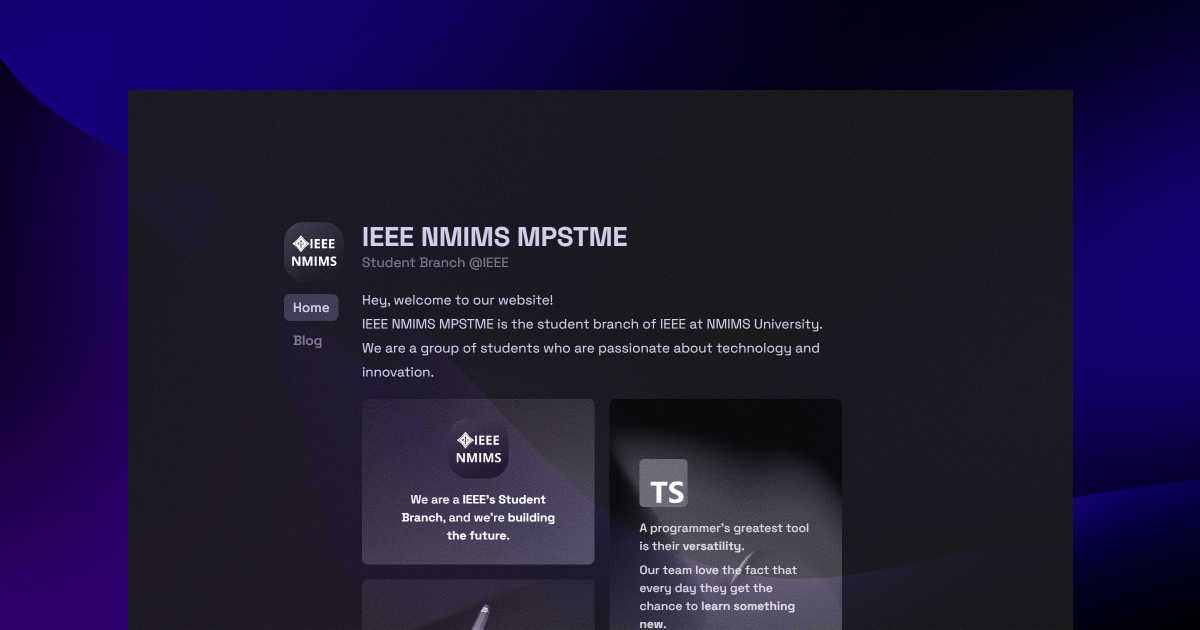 IEEE
NMIMS
IEEE NMIMS MPSTME
Student Branch @IEEE
Home
Blog
Hey, welcome to our website!
IEEE NMIMS MPSTME is the student branch of IEEE at NMIMS University.
We are a group of students who are passionate about technology and
innovation.
IEEE
NMIMS
We are a IEEE's Student
Branch, and we're building
the future.
TS
A programmer's greatest tool
is their versatility.
Our team love the fact that
every day they get the
chance to learn something
new.